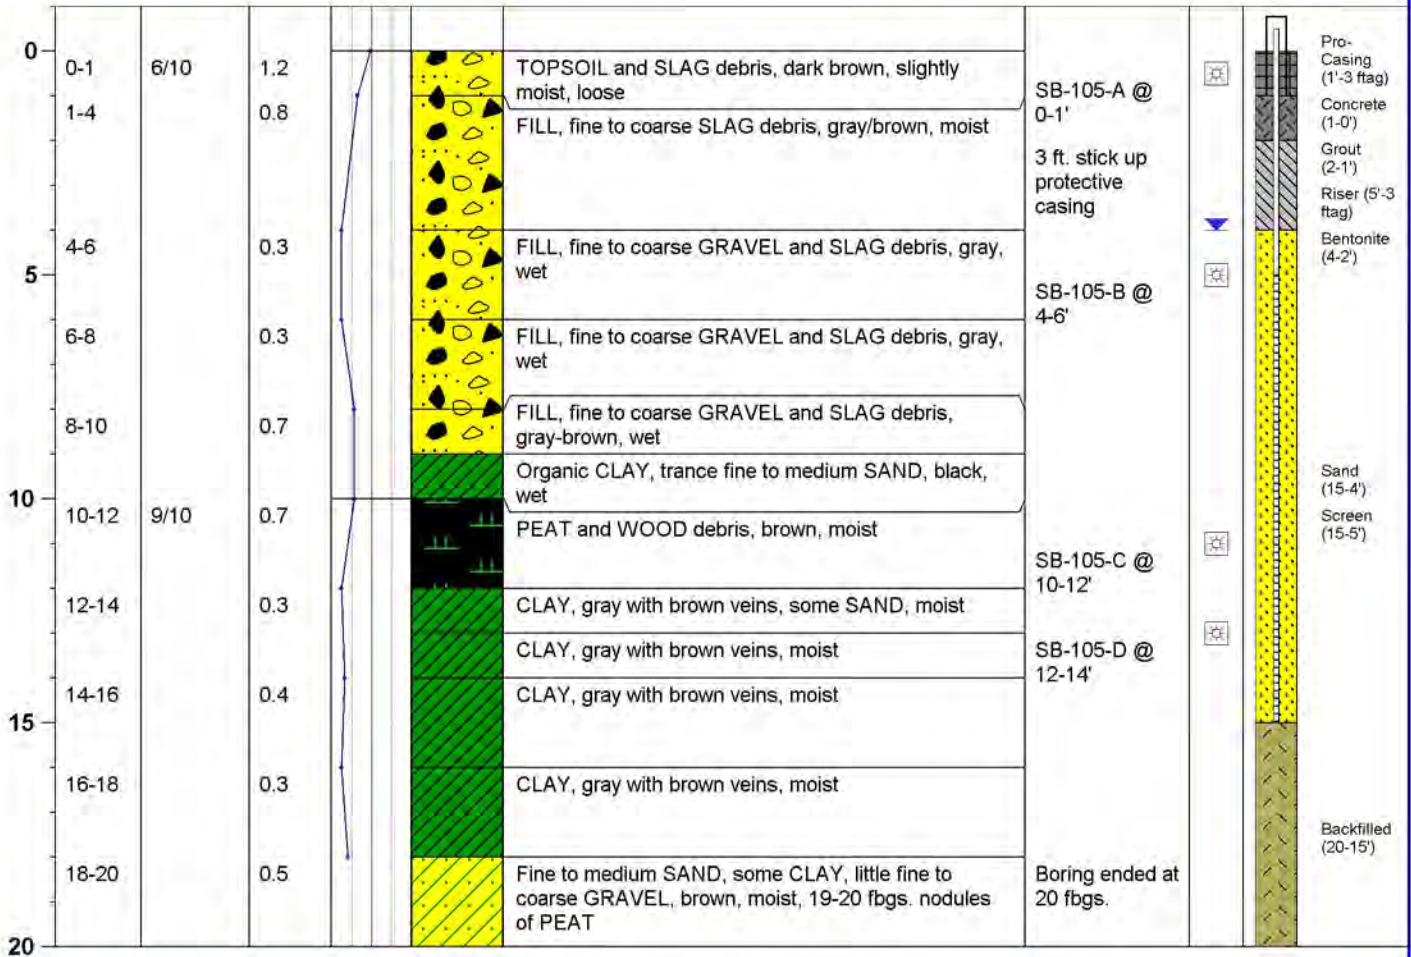 0
0-1
6/10
1.2
TOPSOIL and SLAG debris, dark brown, slightly
moist, loose
SB-105-A @
0-1'
Pro-
Casing
(1'-3 ftag)
1-4
0.8
FILL, fine to coarse SLAG debris, gray/brown, moist
Concrete
(1-0')
3 ft. stick up
protective
casing
Grout
(2-1')
Riser (5'-3
ftag)
4-6
0.3
FILL, fine to coarse GRAVEL and SLAG debris, gray,
wet
Bentonite
(4-2')
5
SB-105-B @
4-6'
6-8
0.3
FILL, fine to coarse GRAVEL and SLAG debris, gray,
wet
8-10
0.7
FILL, fine to coarse GRAVEL and SLAG debris,
gray-brown, wet
Organic CLAY, trance fine to medium SAND, black,
wet
Sand
(15-4')
10
10-12
9/10
0.7
PEAT and WOOD debris, brown, moist
Screen
(15-5')
SB-105-C @
10-12'
12-14
0.3
CLAY, gray with brown veins, some SAND, moist
CLAY, gray with brown veins, moist
SB-105-D @
12-14'
14-16
0.4
CLAY, gray with brown veins, moist
15
16-18
0.3
CLAY, gray with brown veins, moist
Backfilled
(20-15')
18-20
0.5
Fine to medium SAND, some CLAY, little fine to
coarse GRAVEL, brown, moist, 19-20 fbgs. nodules
of PEAT
Boring ended at
20 fbgs.
20